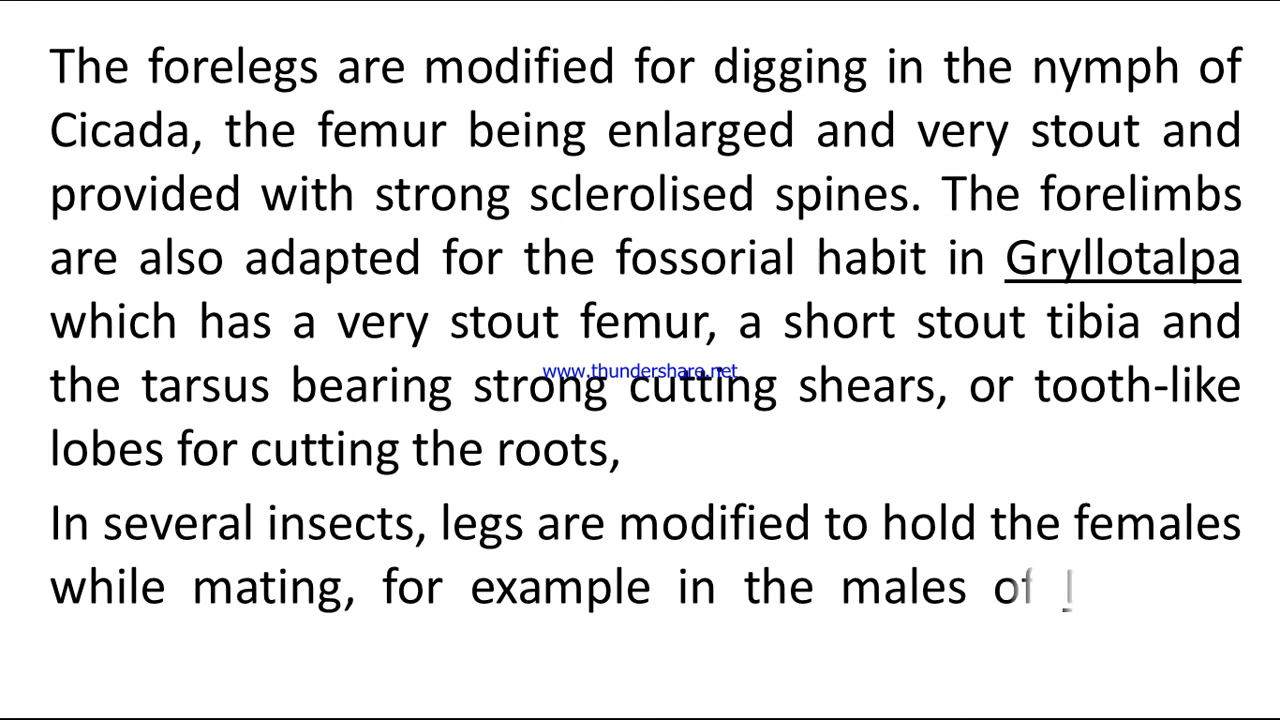 The forelegs are modified for digging in the nymph of
Cicada, the femur being enlarged and very stout and
provided with strong sclerolised spines. The forelimbs
are also adapted for the fossorial habit in Gryllotalpa
which has a very stout femur, a short stout tibia and
www.thundershare.net
the tarsus bearing strong cutting shears, or tooth-like
lobes for cutting the roots,
In several insects, legs are modified to hold the females
while mating, for example in the males of